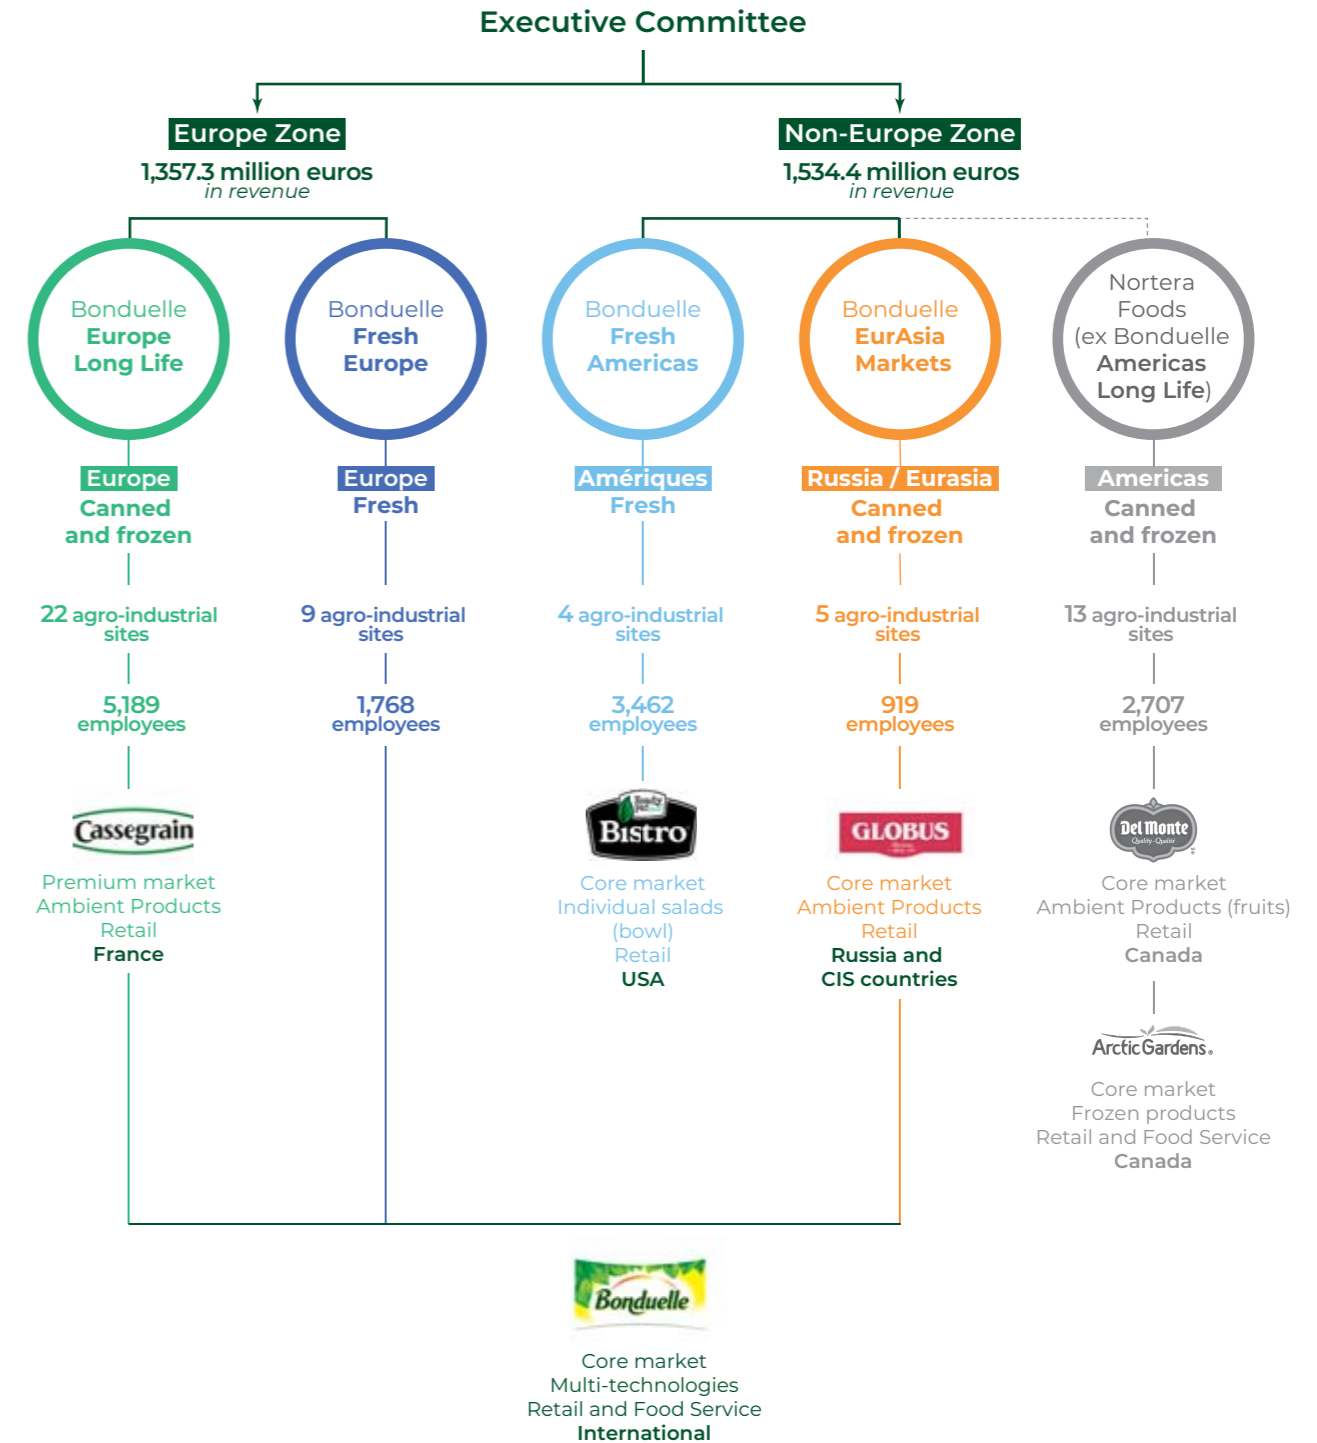 Executive Committee
Europe Zone
1,357.3 million euros
in revenue
Non-Europe Zone
1,534.4 million euros
in revenue
Bonduelle
Europe
Long Life
Europe
Canned
and frozen
22 agro-industrial
sites
5,189
employees
Cassegrain
Premium market
Ambient Products
Retail
France
Bonduelle
Fresh
Europe
Europe
Fresh
9 agro-industrial
sites
1,768
employees
Bonduelle
Fresh
Americas
Amériques
Fresh
4 agro-industrial
sites
3,462
employees
Ready
Pac
Bistro
Core market
Individual salads
(bowl)
Retail
USA
Bonduelle
EurAsia
Markets
Russia / Eurasia
Canned
and frozen
5 agro-industrial
sites
919
employees
GLOBUS
Core market
Ambient Products
Retail
Russia and
CIS countries
Nortera
Foods
(ex Bonduelle
Americas
Long Life)
Americas
Canned
and frozen
13 agro-industrial
sites
2,707
employees
Del Monte
Quality · Qualité
Core market
Ambient Products (fruits)
Retail
Canada
Arctic Gardens®
Core market
Frozen products
Retail and Food Service
Canada
Bonduelle
Core market
Multi-technologies
Retail and Food Service
International